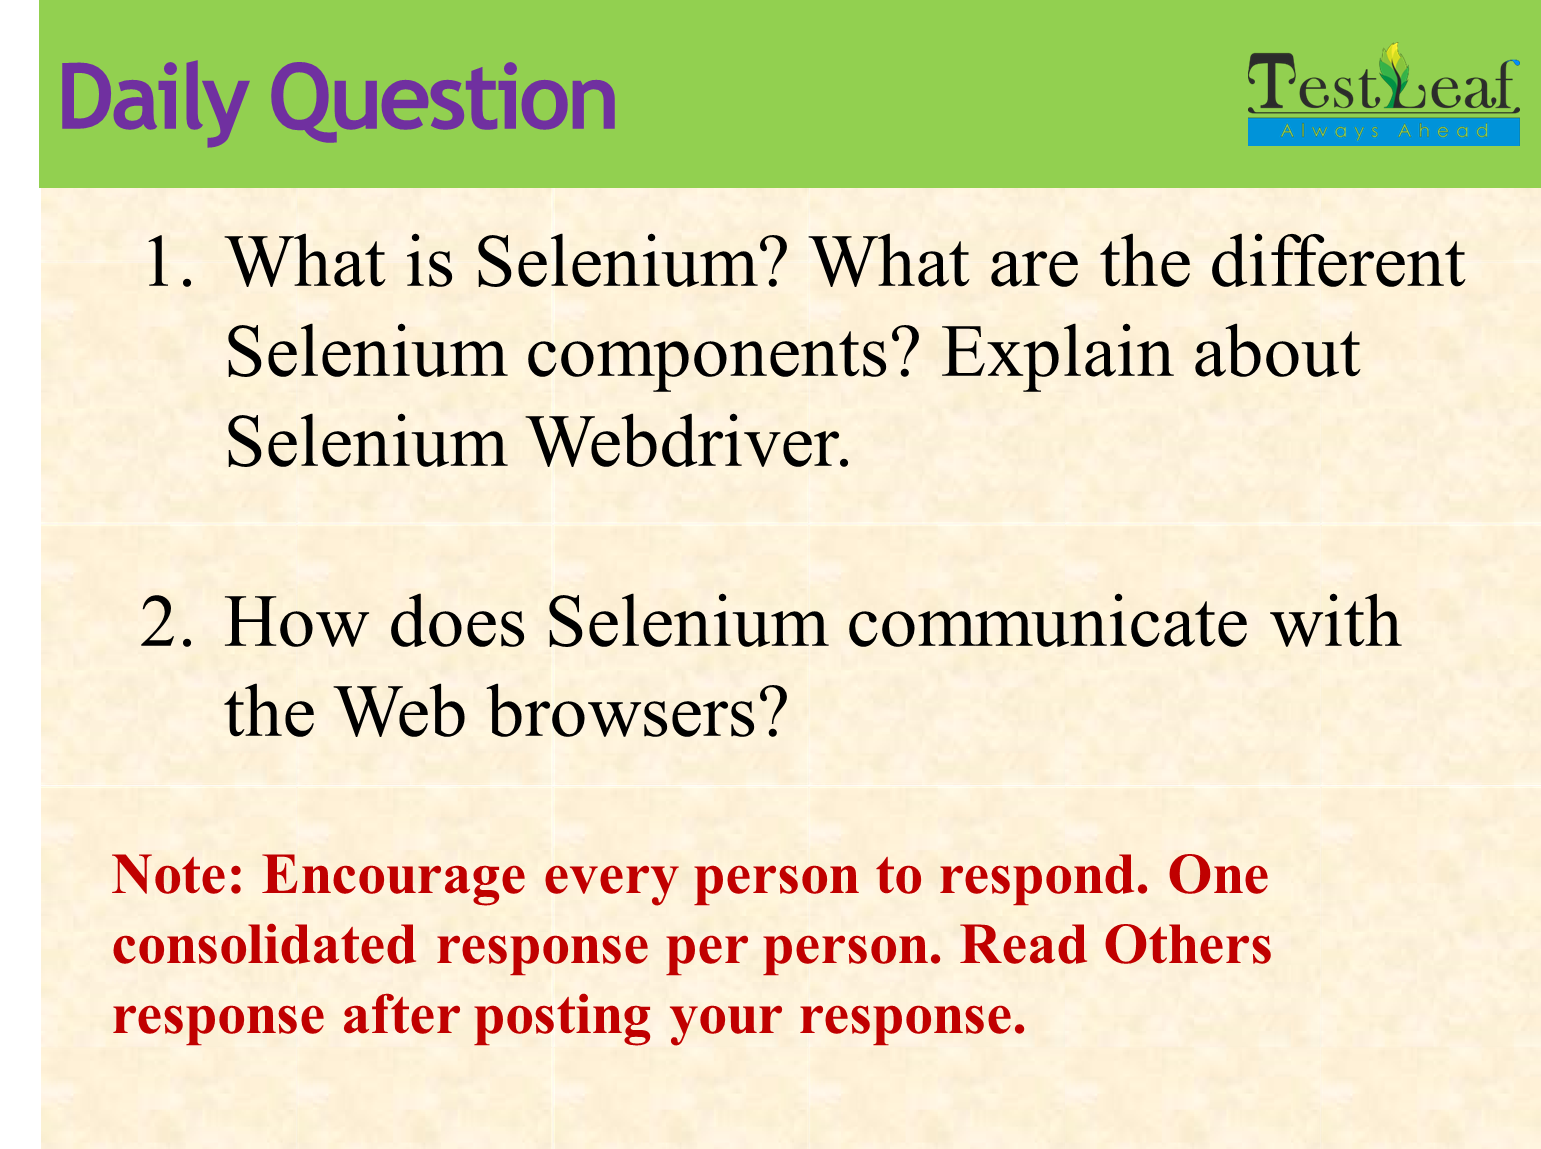 Daily Question
TestLeaf
Always Ahead
1. What is Selenium? What are the different
Selenium components? Explain about
Selenium Webdriver.
2. How does Selenium communicate with
the Web browsers?
Note: Encourage every person to respond. One
consolidated response per person. Read Others
response after posting your response.